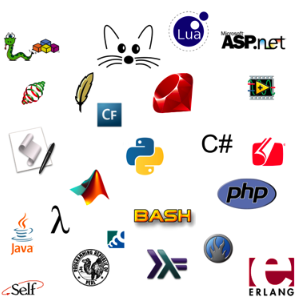 Lua
Microsoft
ASP.net
CF
C#
php
λ
BASH
Java
Self
ERLANG